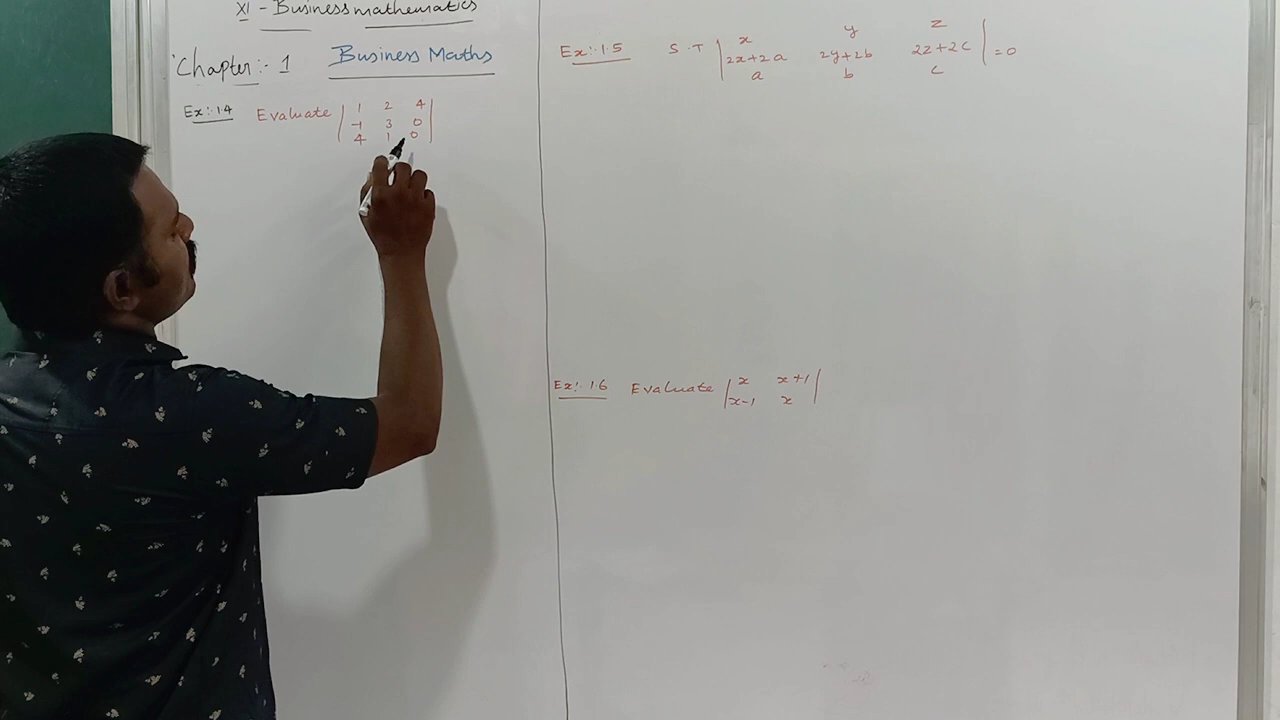 XI - Business mathematics
Chapter:- 1 Business Maths
Ex:- 1.4 Evaluate | 1 2 4 |
| -1 3 0 |
| 4 1 0 |
Ex:- 1.5 S.T | x y z |
| 2x+2a 2y+2b 2z+2c | = 0
| a b c |
Ex:- 1.6 Evaluate | x x+1 |
| x-1 x |